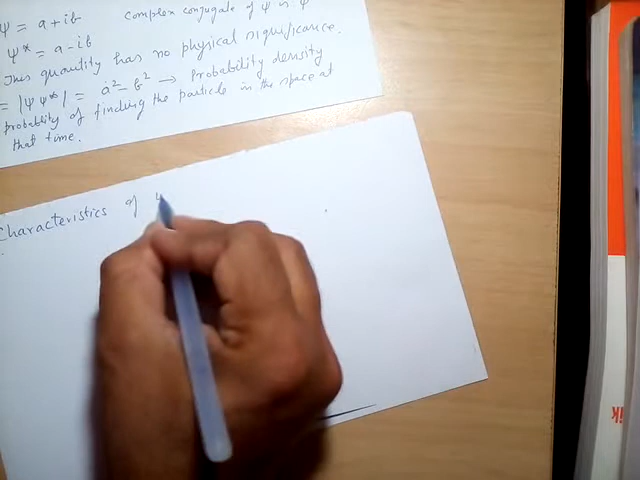 ψ = a + ib Complex conjugate of ψ is ψ
ψ* = a - ib
This quantity has no physical significance.
= |ψ ψ*| = a² - b² → Probability density
probability of finding the particle in the space at
that time.
Characteristics of